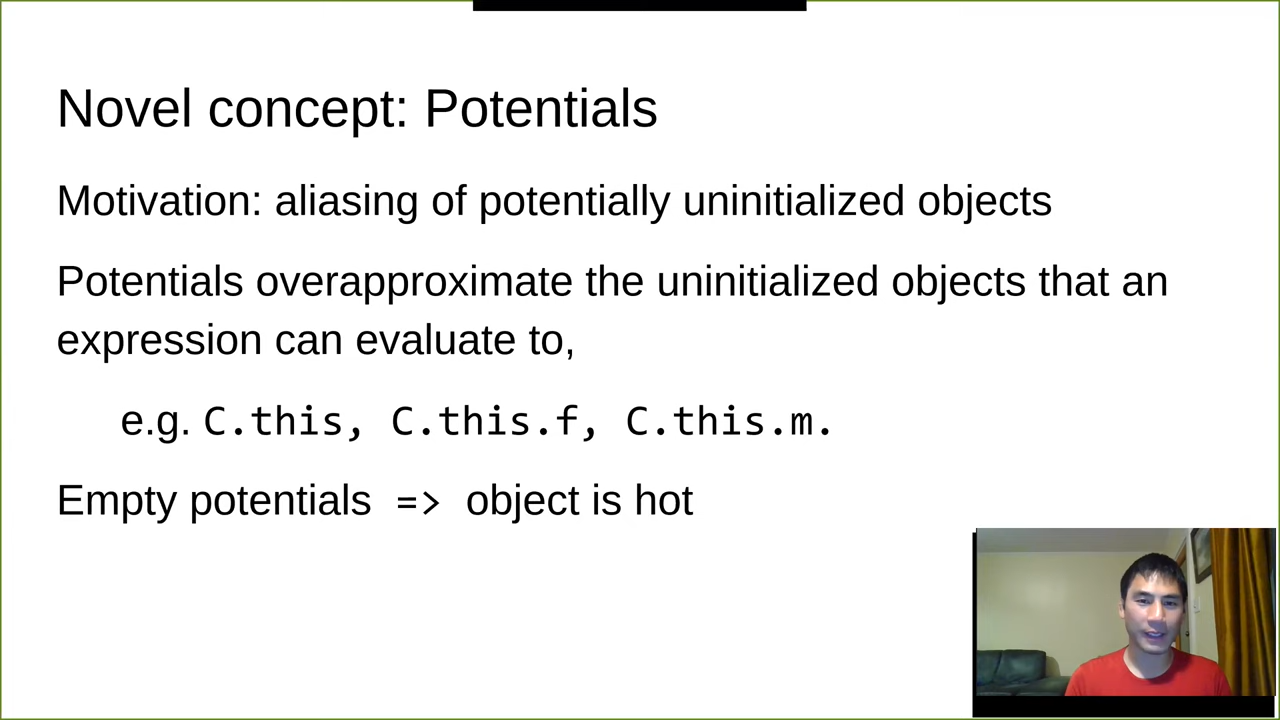 Novel concept: Potentials
Motivation: aliasing of potentially uninitialized objects
Potentials overapproximate the uninitialized objects that an
expression can evaluate to,
e.g. C.this, C.this.f, C.this.m.
Empty potentials => object is hot